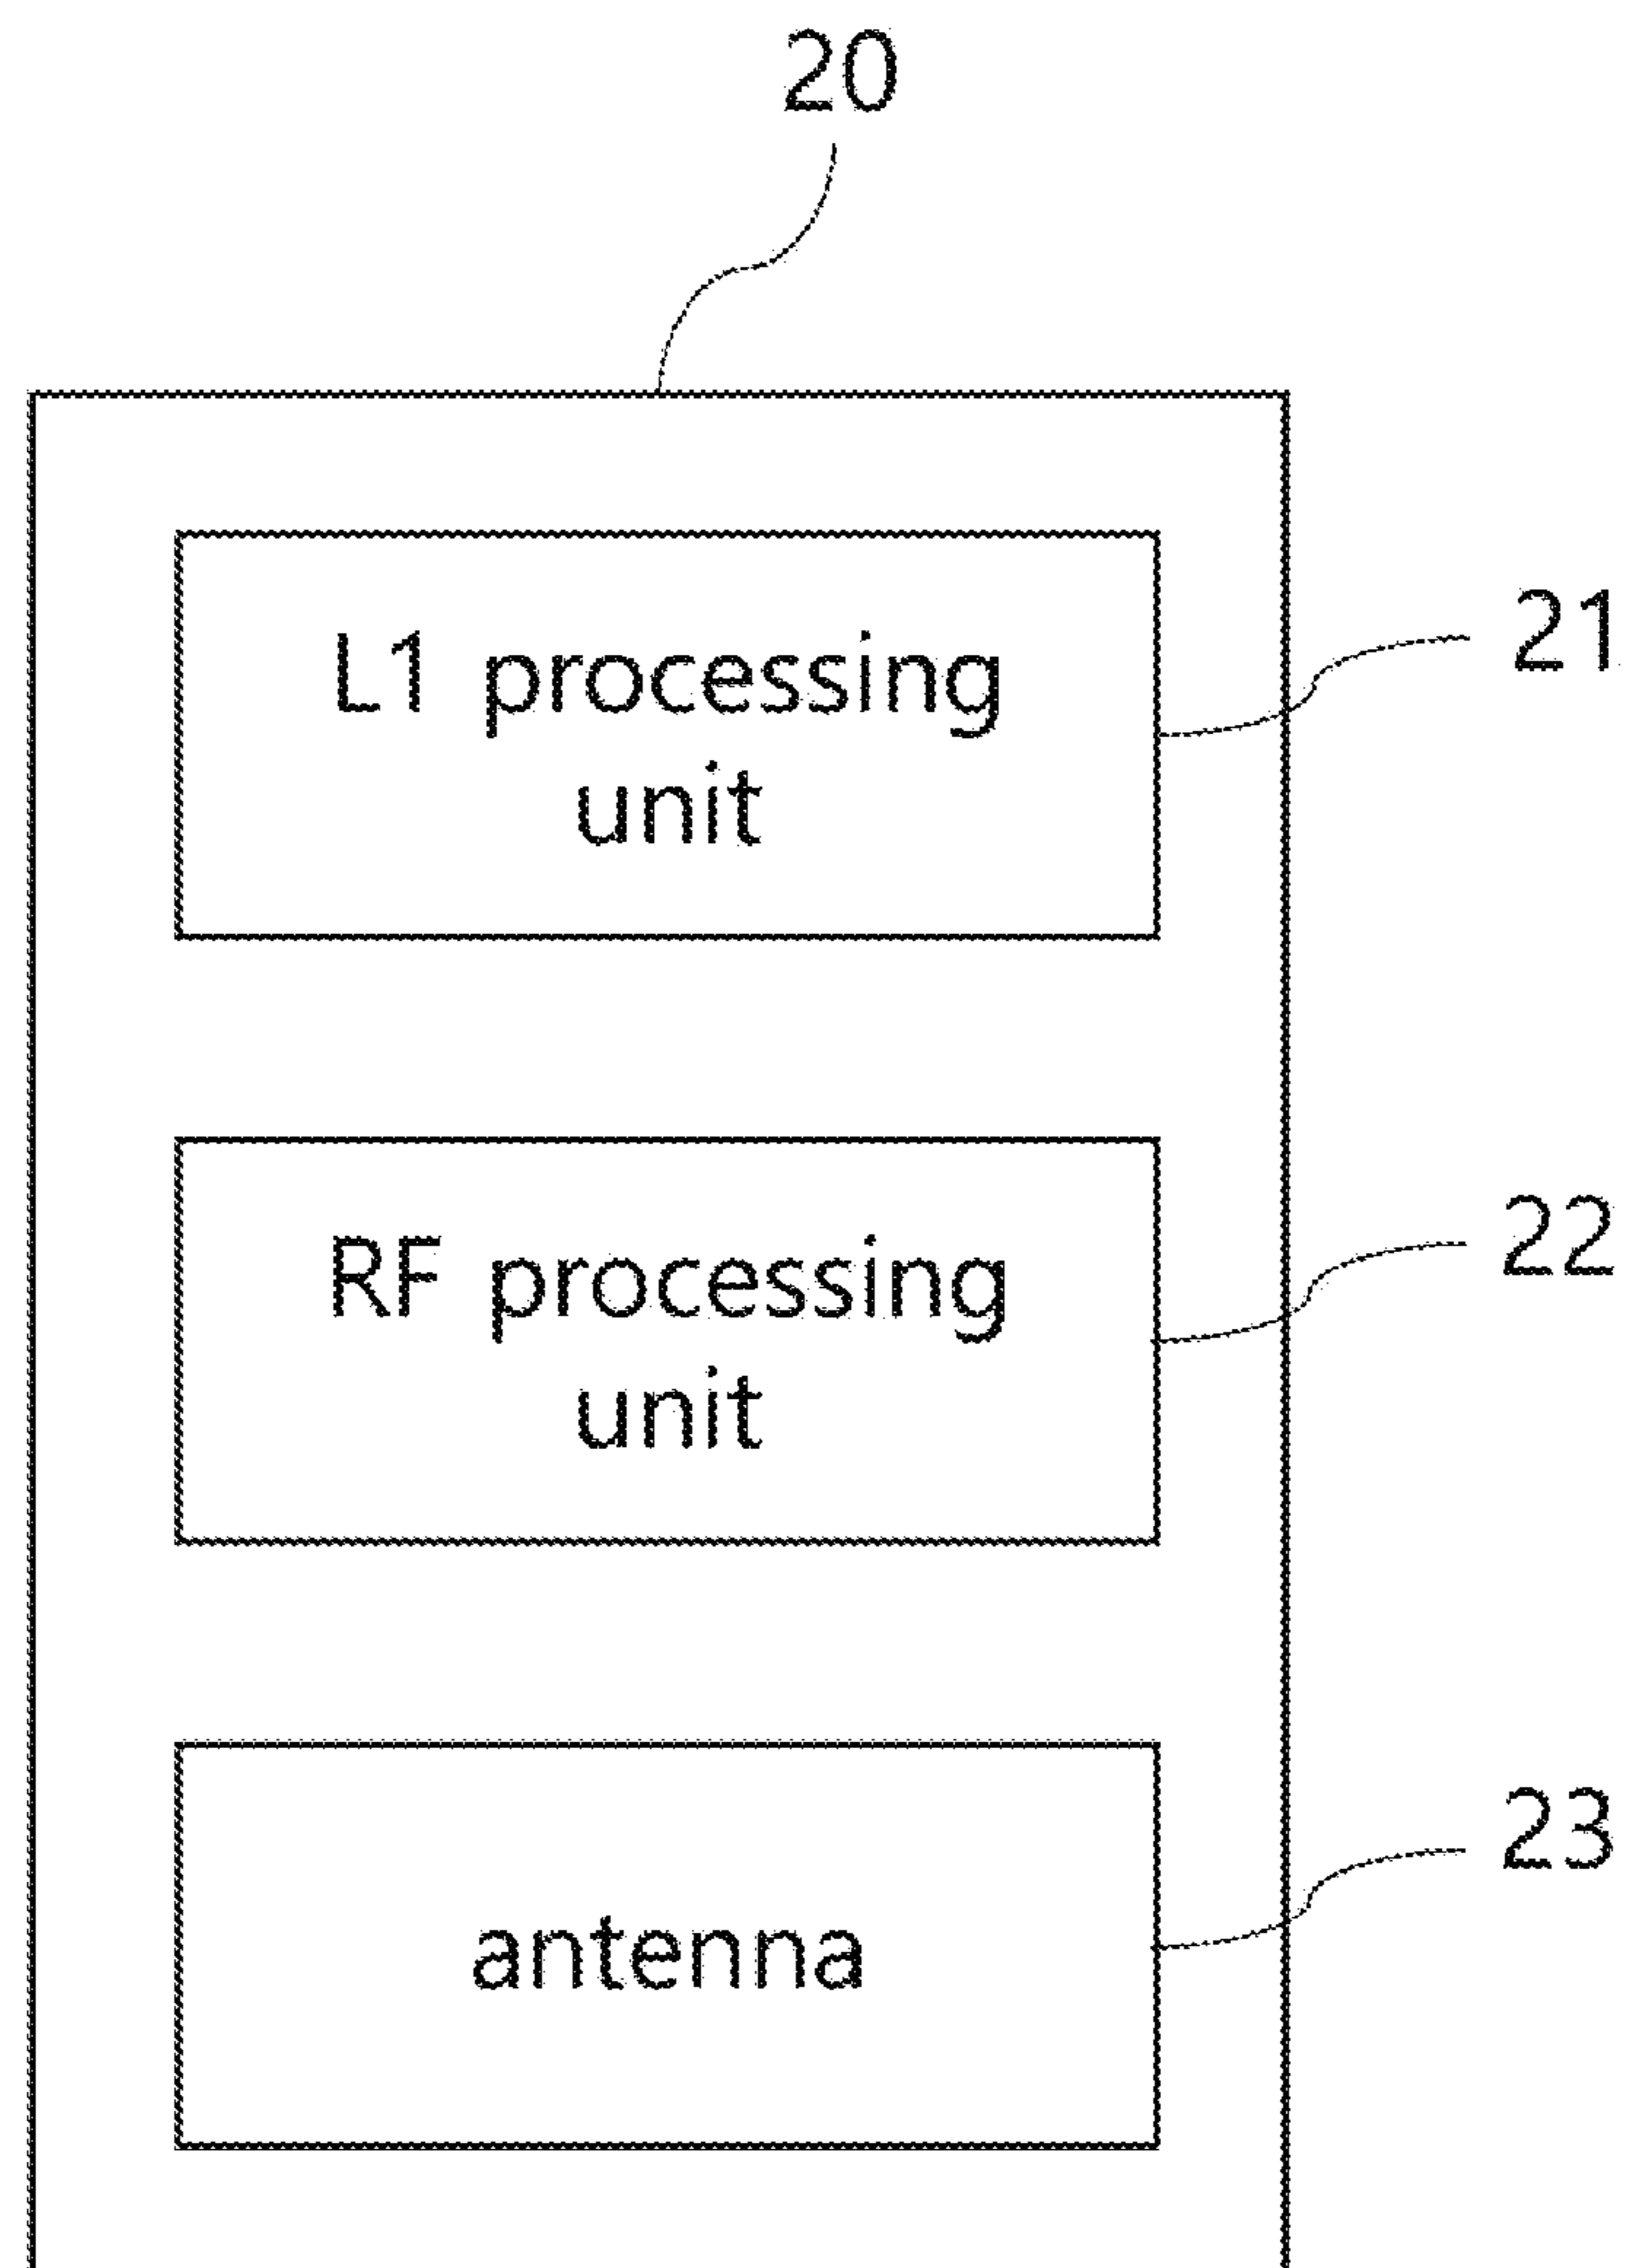 20
L1 processing
unit
21
RF processing
unit
22
antenna
23